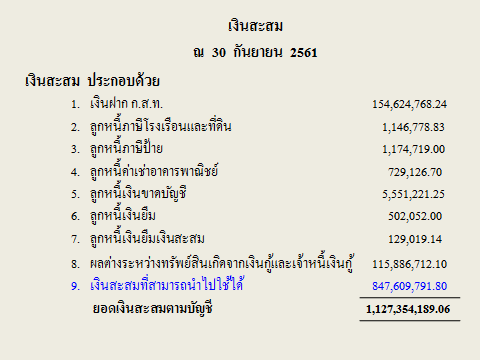 เงินสะสม
ณ 30 กันยายน 2561
เงินสะสม ประกอบด้วย
1. เงินฝาก ก.ส.ท. 154,624,768.24
2. ลูกหนี้ภาษีโรงเรือนและที่ดิน 1,146,778.83
3. ลูกหนี้ภาษีป้าย 1,174,719.00
4. ลูกหนี้ค่าเช่าอาคารพาณิชย์ 729,126.70
5. ลูกหนี้เงินขาดบัญชี 5,551,221.25
6. ลูกหนี้เงินยืม 502,052.00
7. ลูกหนี้เงินยืมเงินสะสม 129,019.14
8. ผลต่างระหว่างทรัพย์สินเกิดจากเงินกู้และเจ้าหนี้เงินกู้ 115,886,712.10
9. เงินสะสมที่สามารถนำไปใช้ได้ 847,609,791.80
ยอดเงินสะสมตามบัญชี 1,127,354,189.06